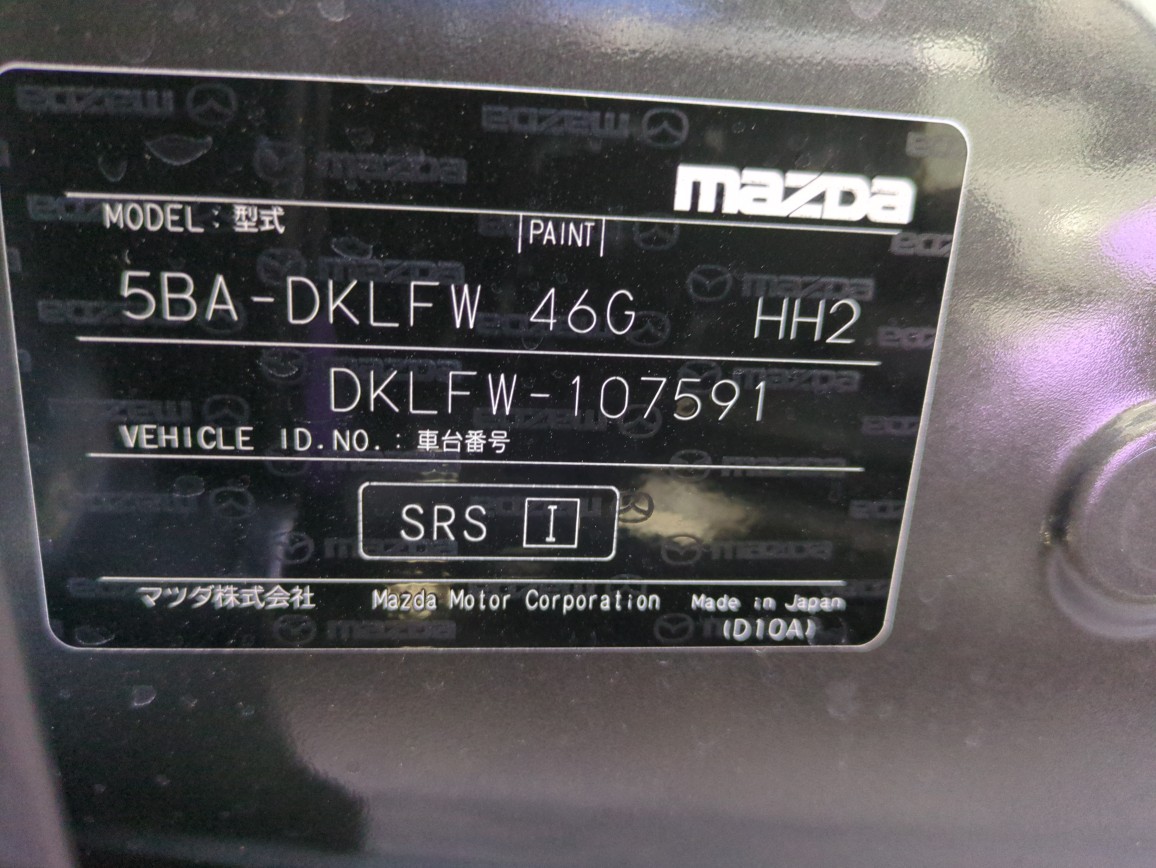 mazda
MODEL:型式 |PAINT|
5BA-DKLFW 46G HH2
DKLFW-107591
VEHICLE ID.NO.:車台番号
SRS I
マツダ株式会社 Mazda Motor Corporation Made in Japan
(D10A)